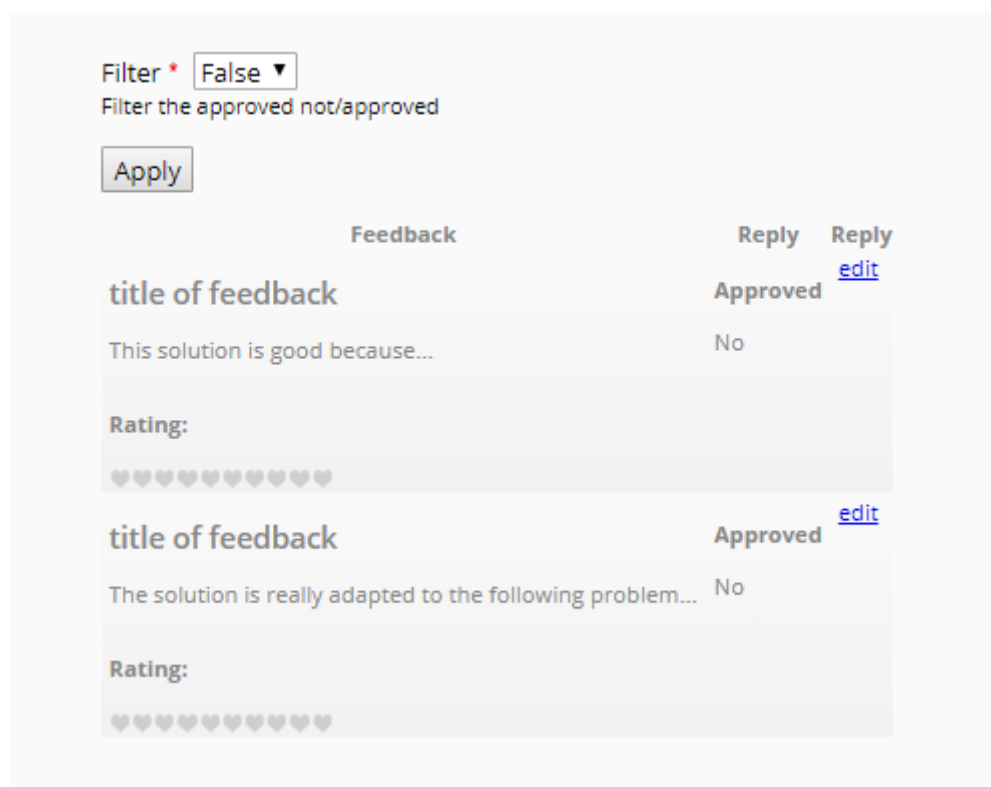 Filter * False ▼
Filter the approved not/approved
Apply
Feedback Reply Reply
title of feedback Approved edit
This solution is good because... No
Rating:
title of feedback Approved edit
The solution is really adapted to the following problem... No
Rating: